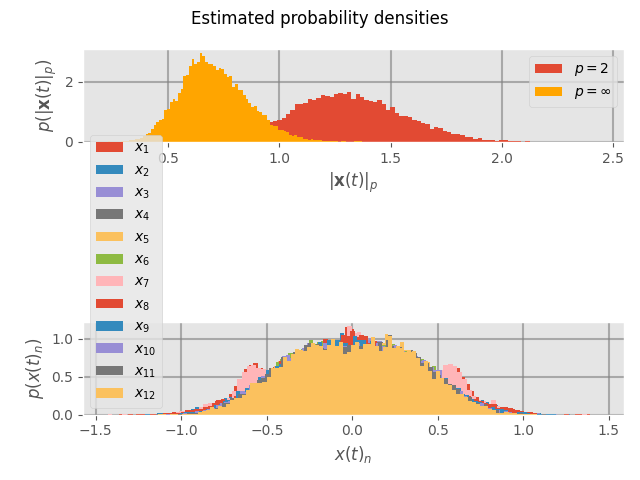 Estimated probability densities
p(|x(t)|ₚ)
2
0
p = 2
p = ∞
0.5 1.0 1.5 2.0 2.5
|x(t)|ₚ
x₁
x₂
x₃
x₄
x₅
x₆
x₇
x₈
x₉
x₁₀
x₁₁
x₁₂
p(x(t)ₙ)
1.0
0.5
0.0
−1.5 −1.0 −0.5 0.0 0.5 1.0 1.5
x(t)ₙ